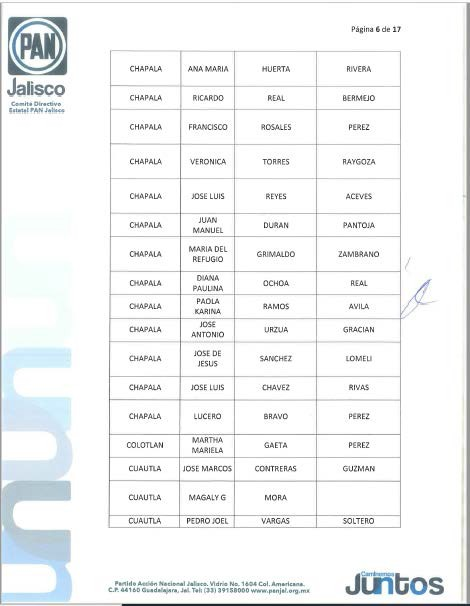 Página 6 de 17
PAN
Jalisco
Comité Directivo
Estatal PAN Jalisco
CHAPALA ANA MARIA HUERTA RIVERA
CHAPALA RICARDO REAL BERMEJO
CHAPALA FRANCISCO ROSALES PEREZ
CHAPALA VERONICA TORRES RAYGOZA
CHAPALA JOSE LUIS REYES ACEVES
CHAPALA JUAN MANUEL DURAN PANTOJA
CHAPALA MARIA DEL REFUGIO GRIMALDO ZAMBRANO
CHAPALA DIANA PAULINA OCHOA REAL
CHAPALA PAOLA KARINA RAMOS AVILA
CHAPALA JOSE ANTONIO URZUA GRACIAN
CHAPALA JOSE DE JESUS SANCHEZ LOMELI
CHAPALA JOSE LUIS CHAVEZ RIVAS
CHAPALA LUCERO BRAVO PEREZ
COLOTLAN MARTHA MARIELA GAETA PEREZ
CUAUTLA JOSE MARCOS CONTRERAS GUZMAN
CUAUTLA MAGALY G MORA
CUAUTLA PEDRO JOEL VARGAS SOLTERO
Partido Acción Nacional Jalisco. Vidrio No. 1604 Col. Americana.
C.P. 44160 Guadalajara, Jal. Tel: (33) 39158000 www.panjal.org.mx
Caminemos
Juntos